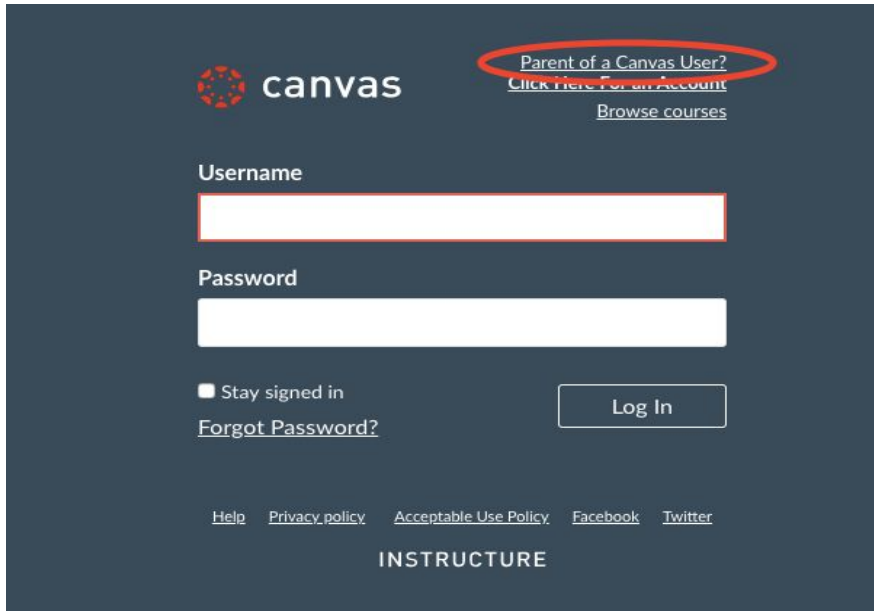 Parent of a Canvas User?
canvas
Click Here For an Account
Browse courses
Username
Password
Stay signed in
Log In
Forgot Password?
Help Privacy policy Acceptable Use Policy Facebook Twitter
INSTRUCTURE